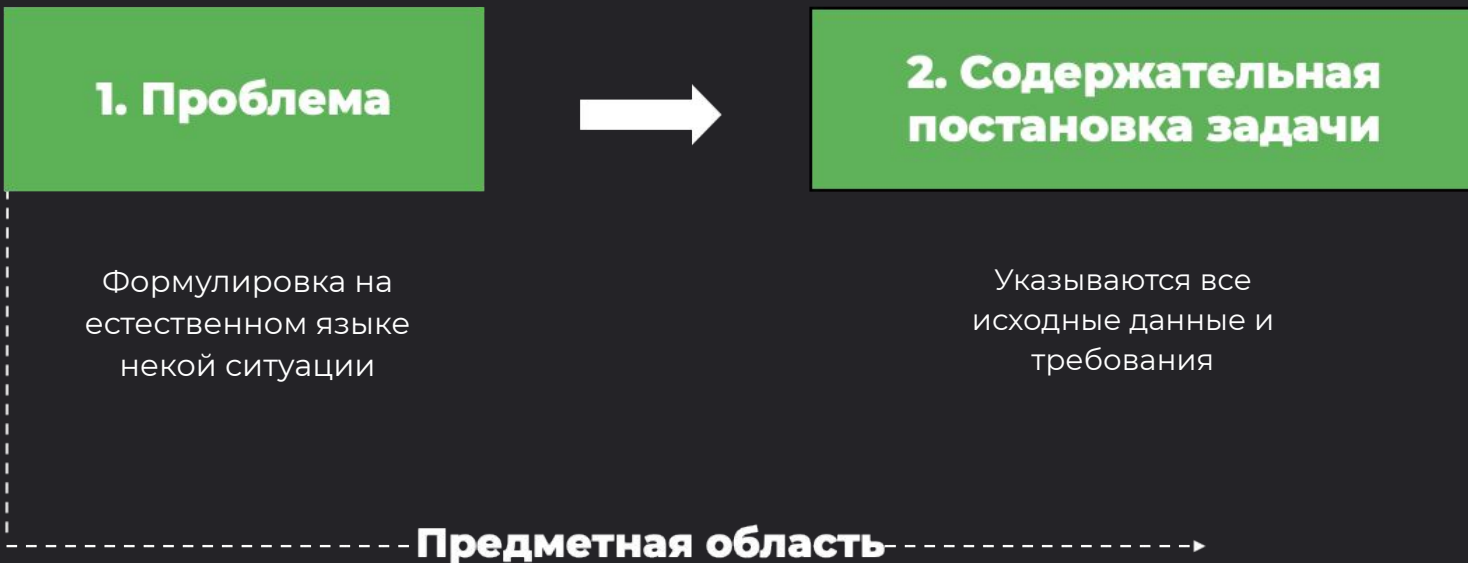 1. Проблема
2. Содержательная
постановка задачи
Формулировка на
естественном языке
некой ситуации
Указываются все
исходные данные и
требования
Предметная область